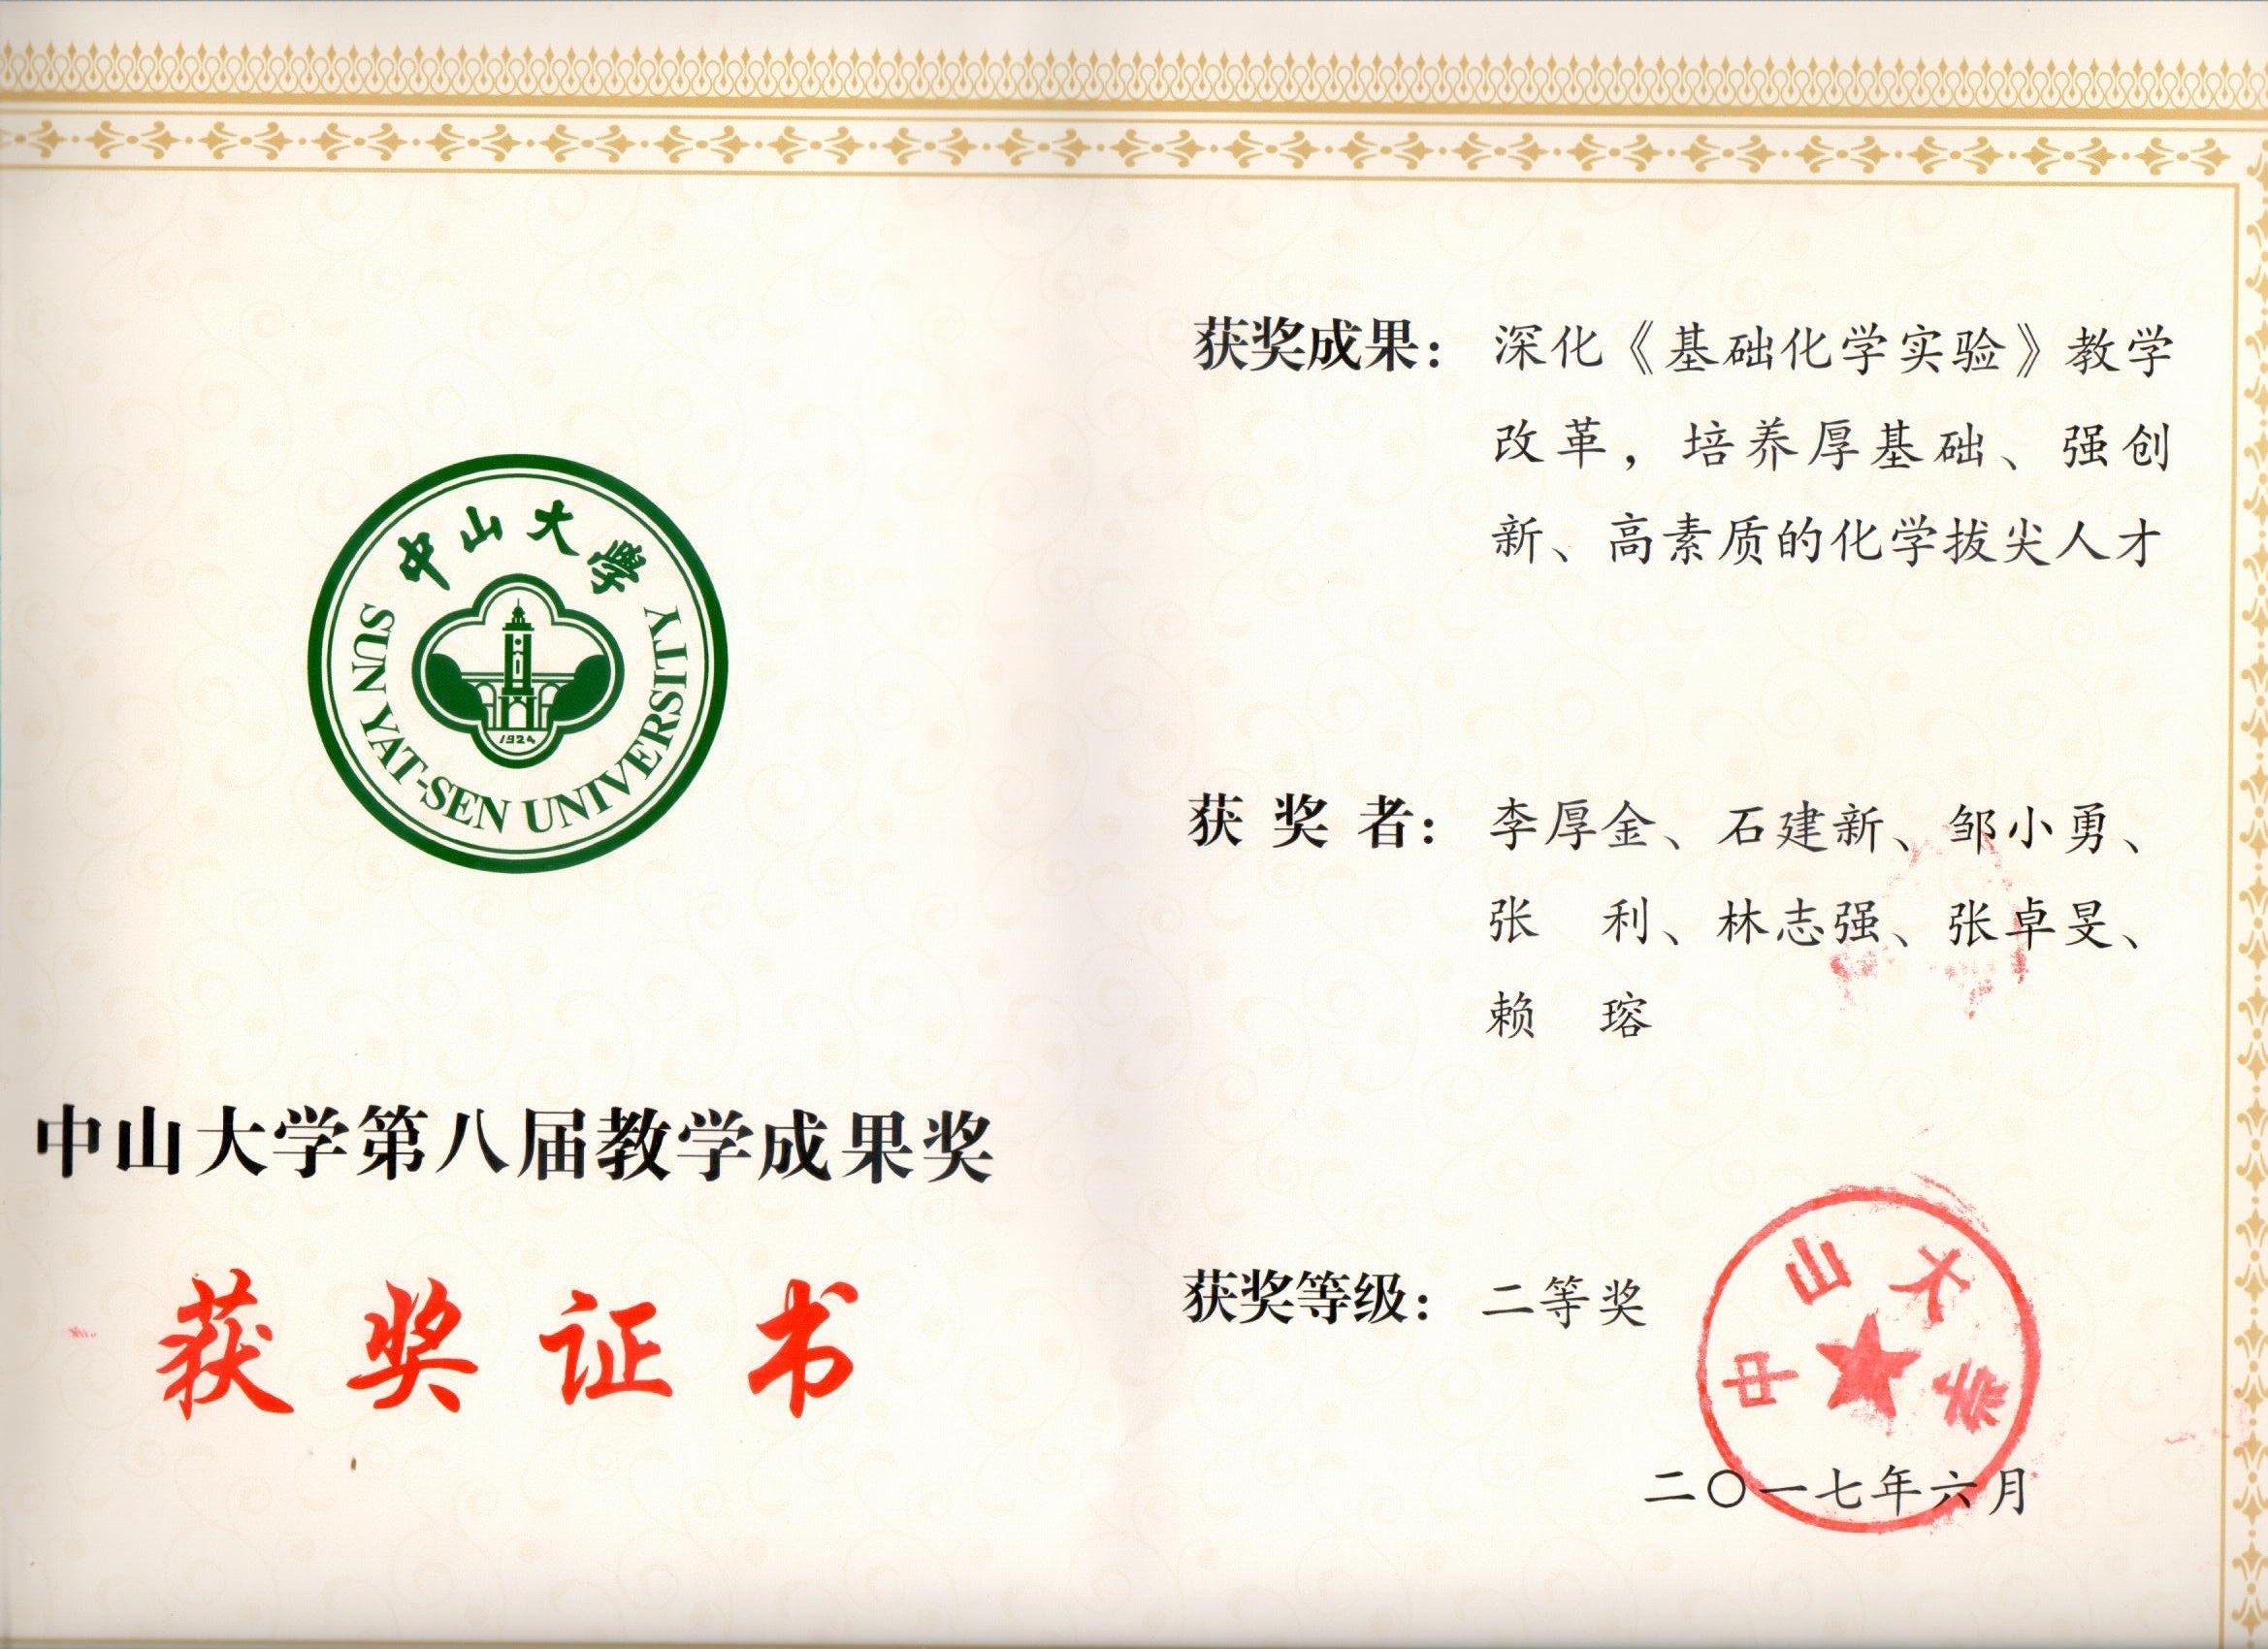 中山大學
SUN YAT-SEN UNIVERSITY
1924
中山大学第八届教学成果奖
获奖证书
获奖成果：深化《基础化学实验》教学
改革，培养厚基础、强创
新、高素质的化学拔尖人才
获奖者：李厚金、石建新、邹小勇、
张 利、林志强、张卓旻、
赖 瑢
获奖等级：二等奖
中山大学
二〇一七年六月